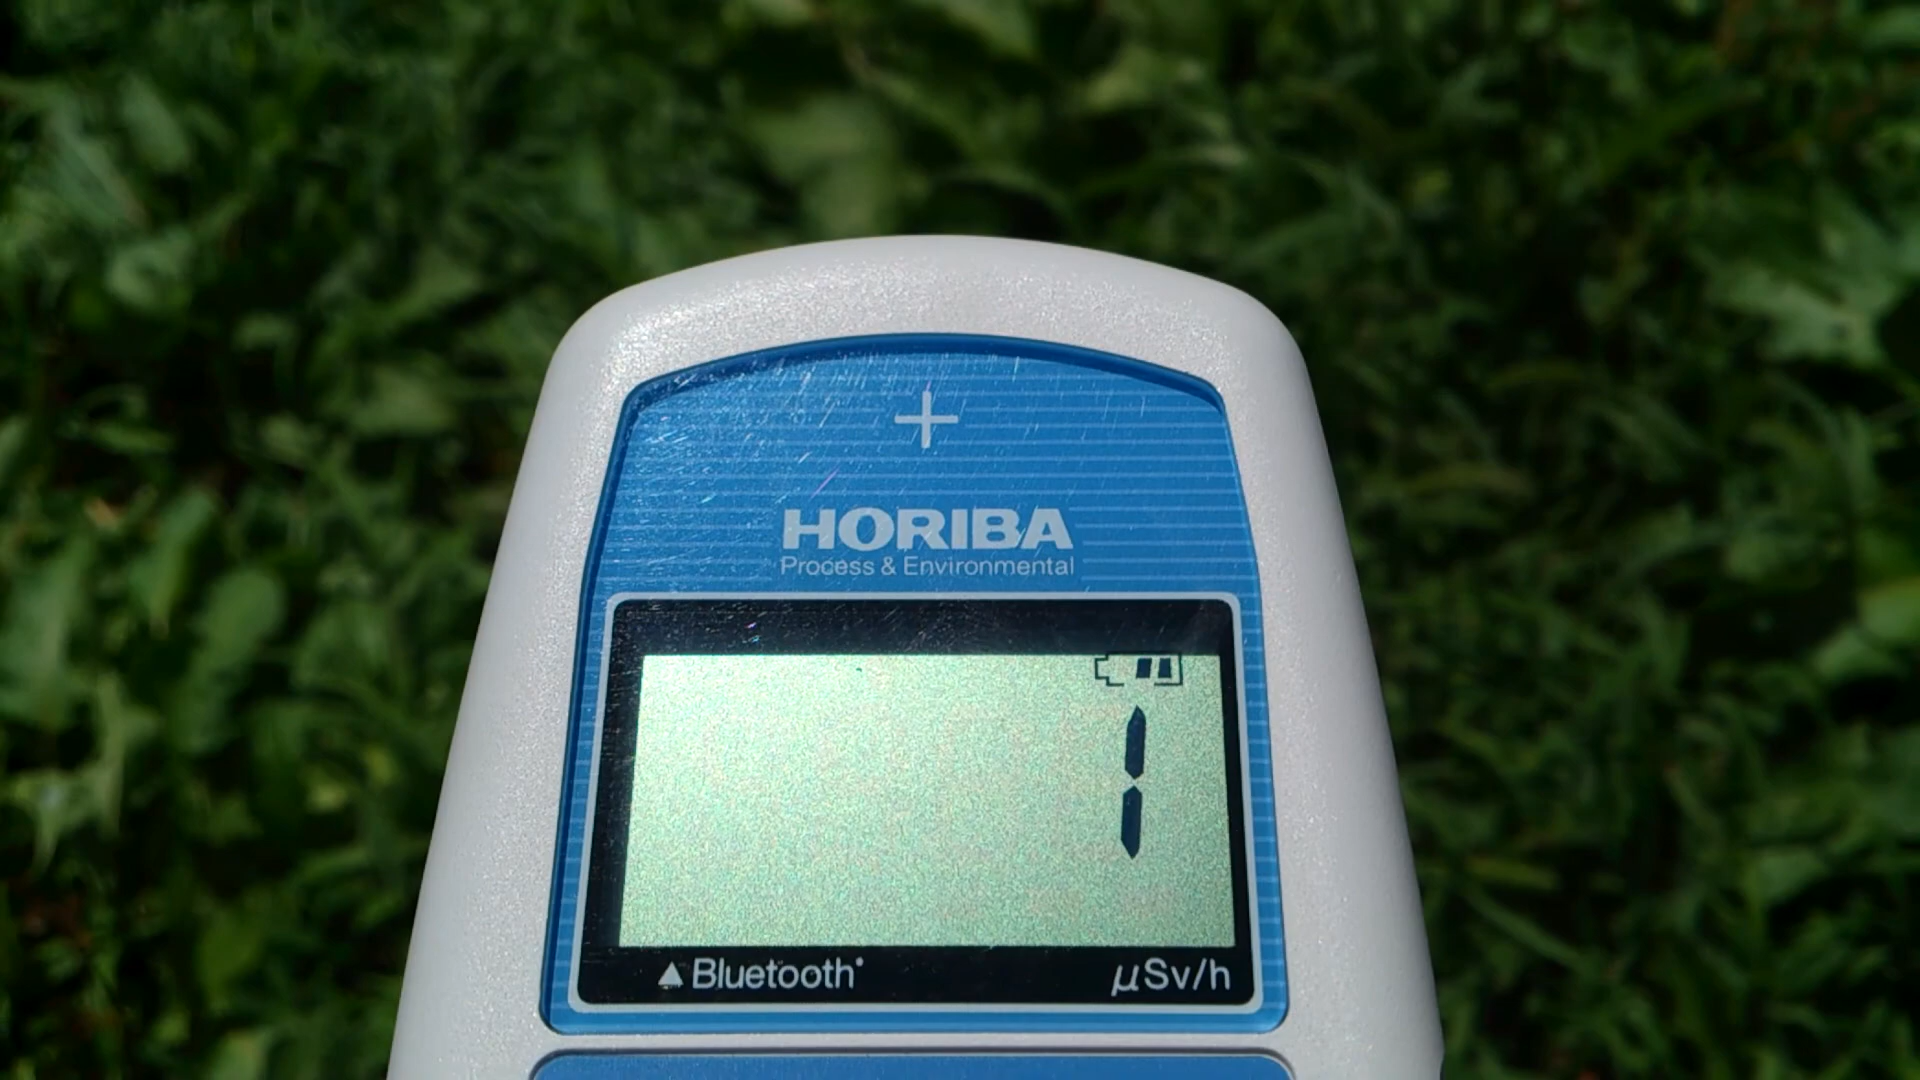 +
HORIBA
Process & Environmental
1
▲Bluetooth®
µSv/h